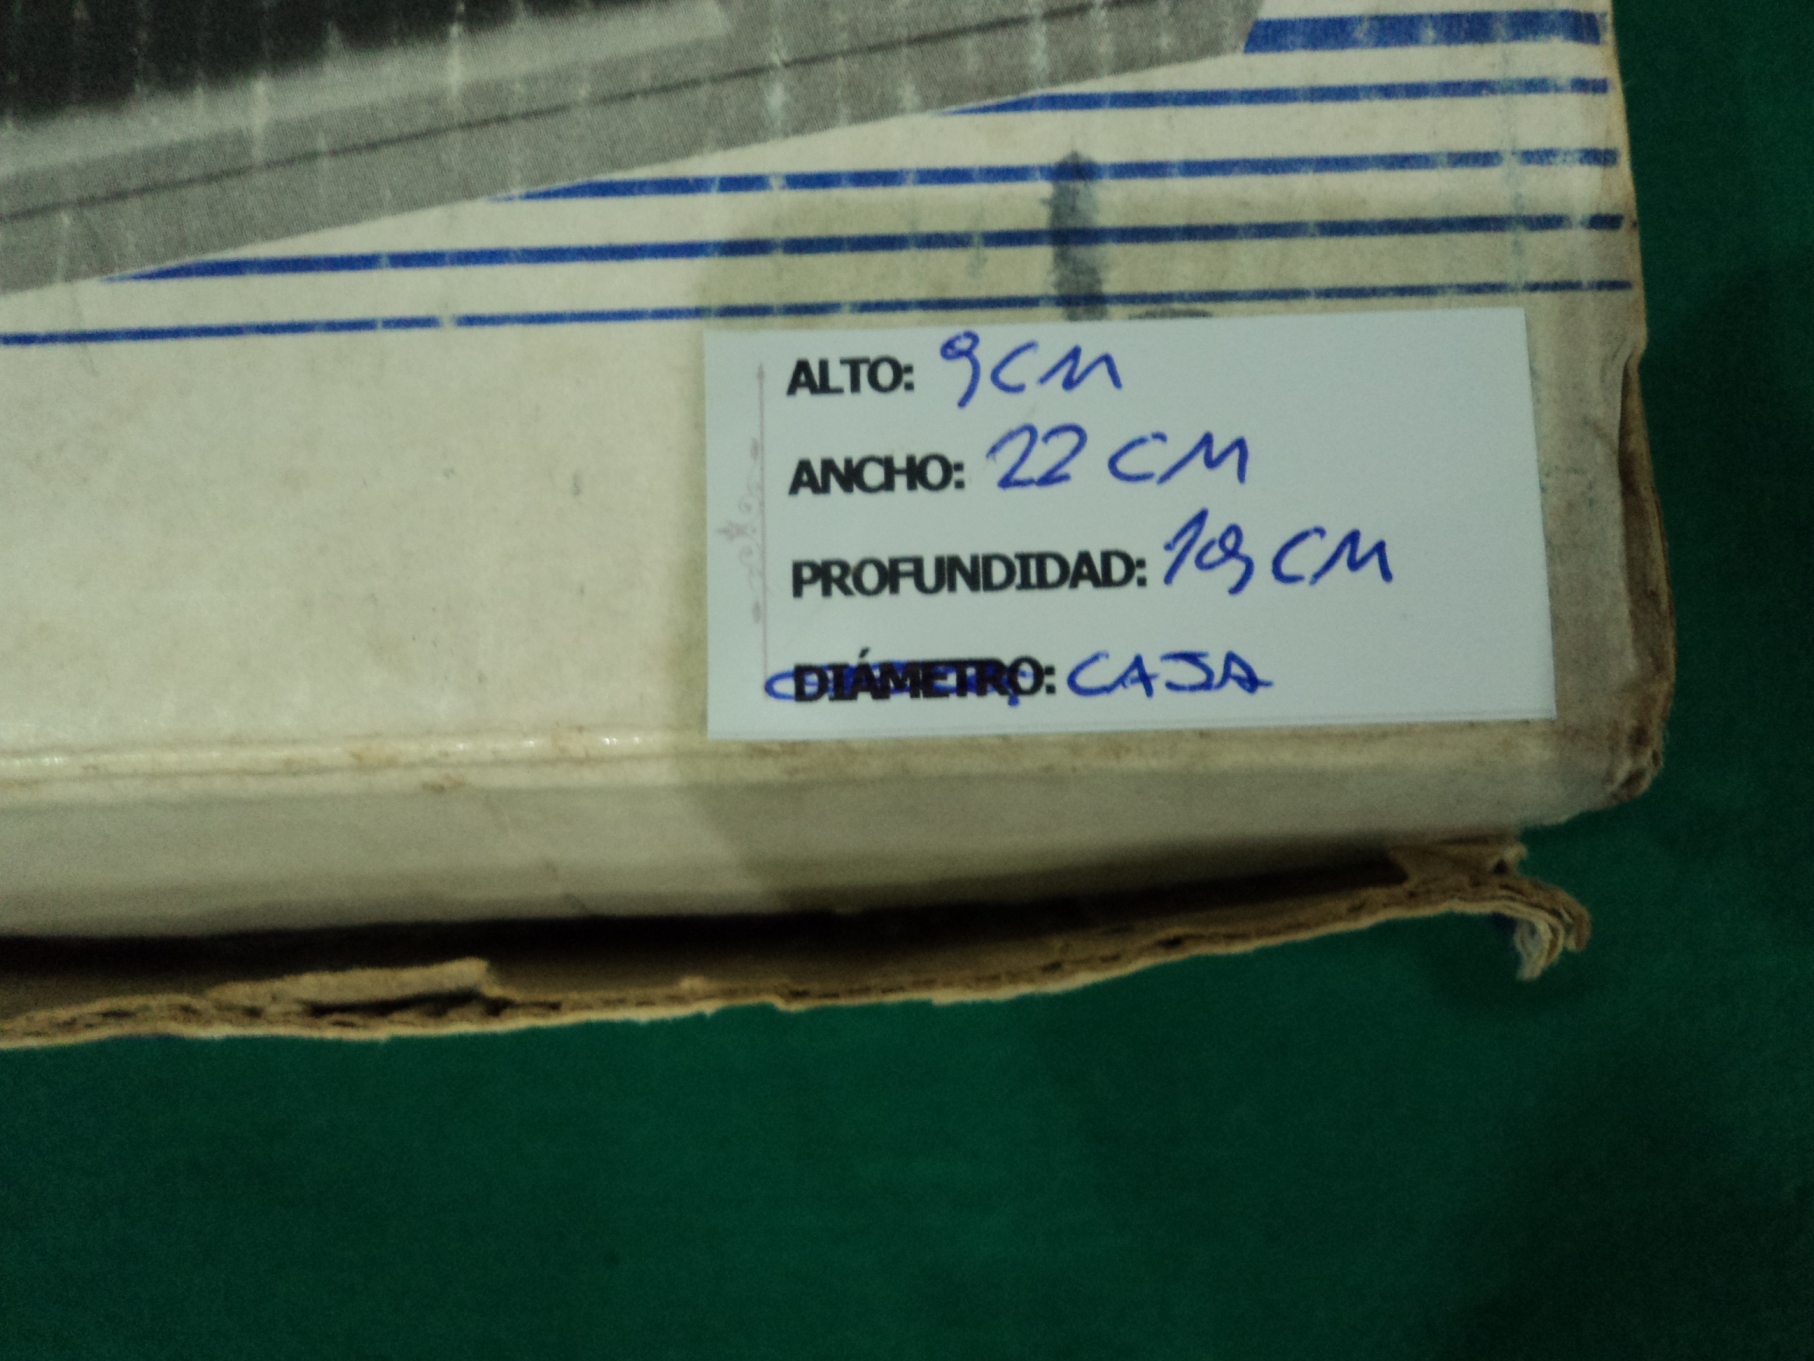 ALTO: 9CM
ANCHO: 22 CM
PROFUNDIDAD: 19 CM
DIÁMETRO: CAJA